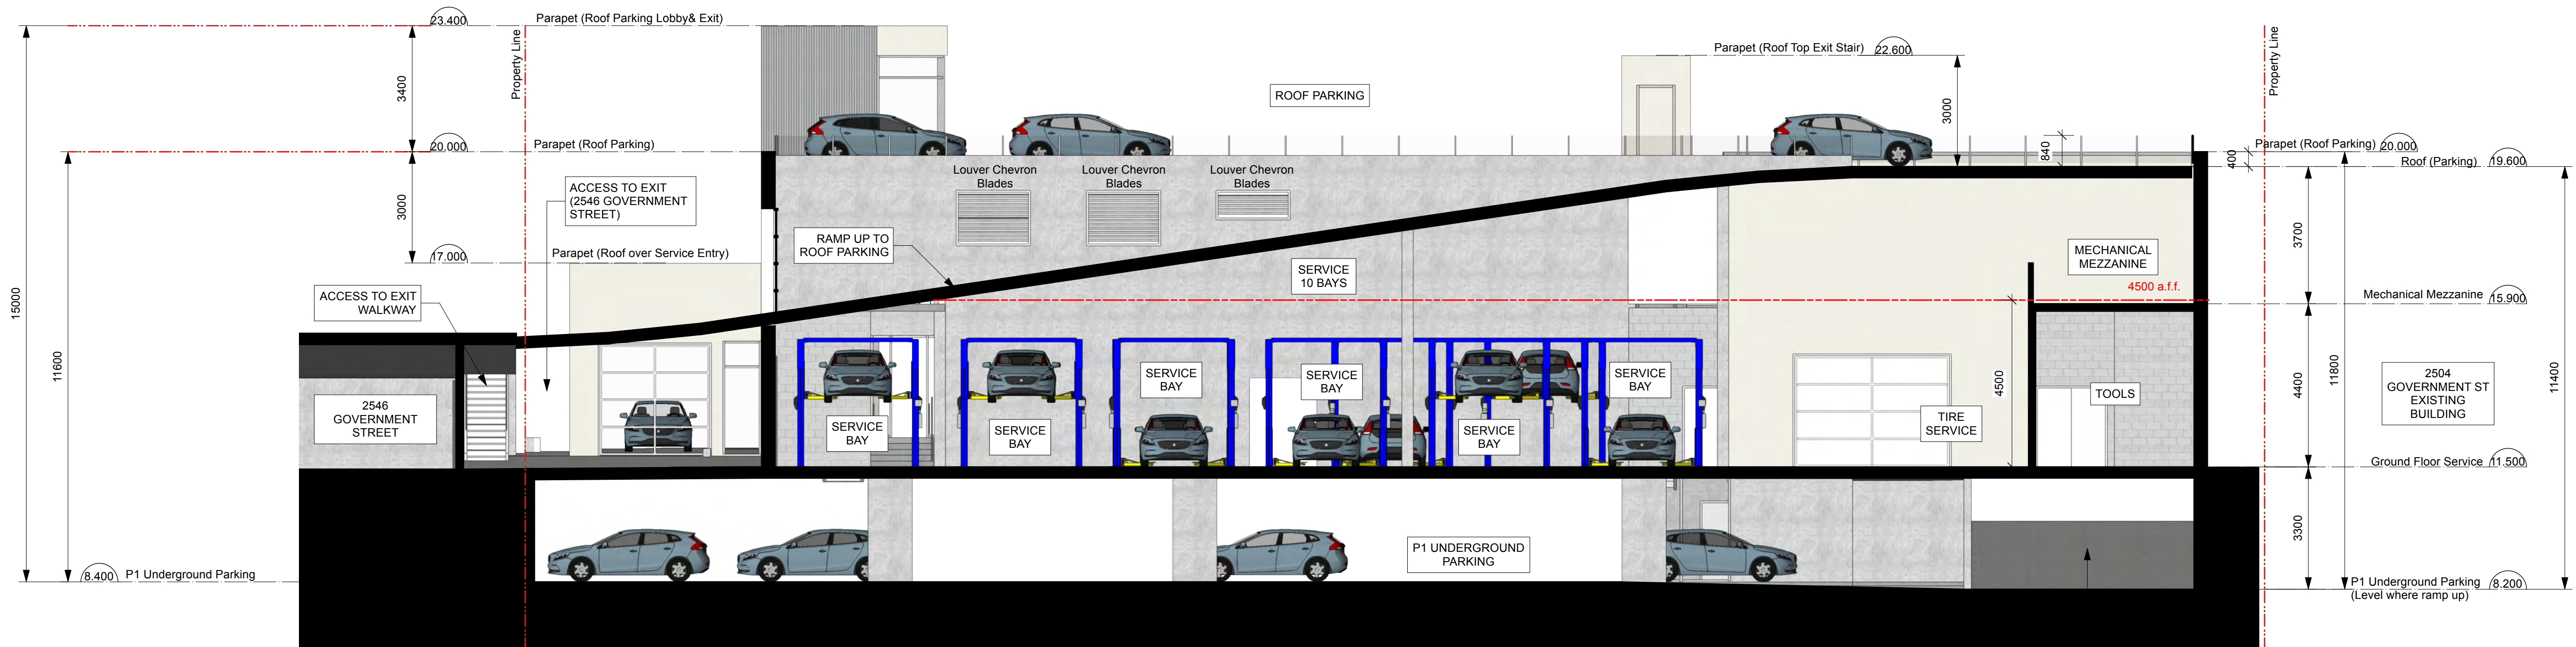 23.400
Parapet (Roof Parking Lobby& Exit)
Property Line
3400
20.000
Parapet (Roof Parking)
3000
17.000
Parapet (Roof over Service Entry)
15000
11600
8.400
P1 Underground Parking
ACCESS TO EXIT
(2546 GOVERNMENT
STREET)
ACCESS TO EXIT
WALKWAY
2546
GOVERNMENT
STREET
RAMP UP TO
ROOF PARKING
Louver Chevron
Blades
Louver Chevron
Blades
Louver Chevron
Blades
ROOF PARKING
SERVICE
10 BAYS
SERVICE
BAY
SERVICE
BAY
SERVICE
BAY
SERVICE
BAY
SERVICE
BAY
SERVICE
BAY
P1 UNDERGROUND
PARKING
Parapet (Roof Top Exit Stair)
22.600
3000
840
400
Property Line
Parapet (Roof Parking)
20.000
Roof (Parking)
19.600
MECHANICAL
MEZZANINE
4500 a.f.f.
Mechanical Mezzanine
15.900
4500
TIRE
SERVICE
TOOLS
3700
4400
3300
11800
11400
2504
GOVERNMENT ST
EXISTING
BUILDING
Ground Floor Service
11.500
P1 Underground Parking
8.200
(Level where ramp up)